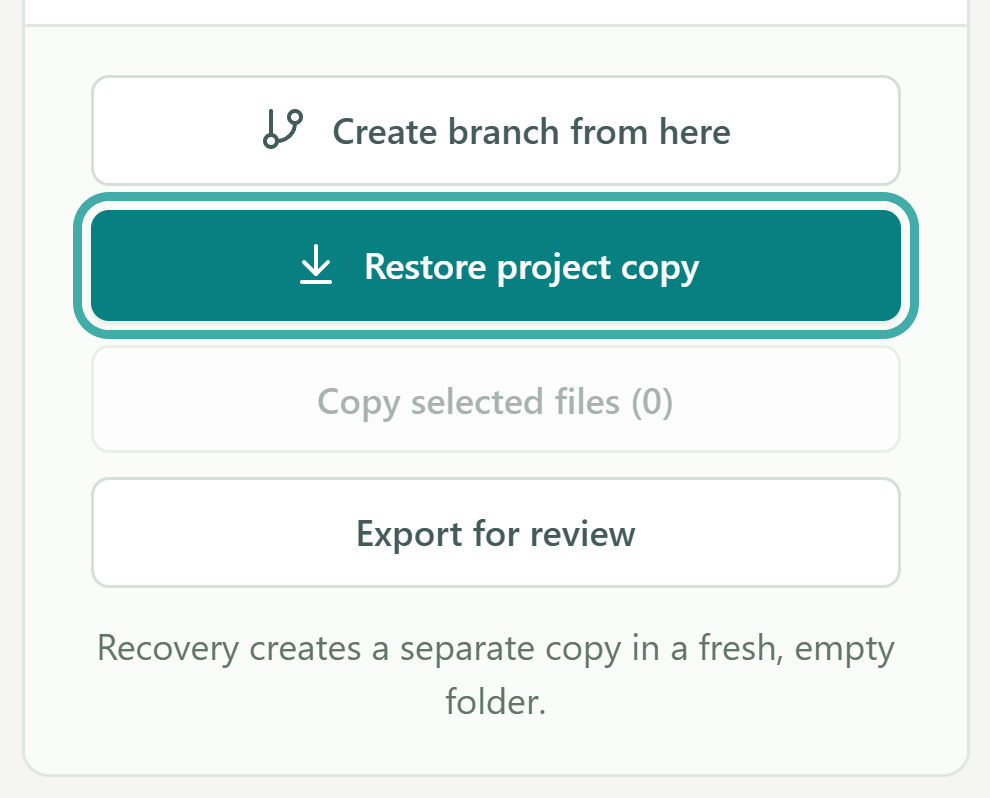 Create branch from here
Restore project copy
Copy selected files (0)
Export for review
Recovery creates a separate copy in a fresh, empty
folder.